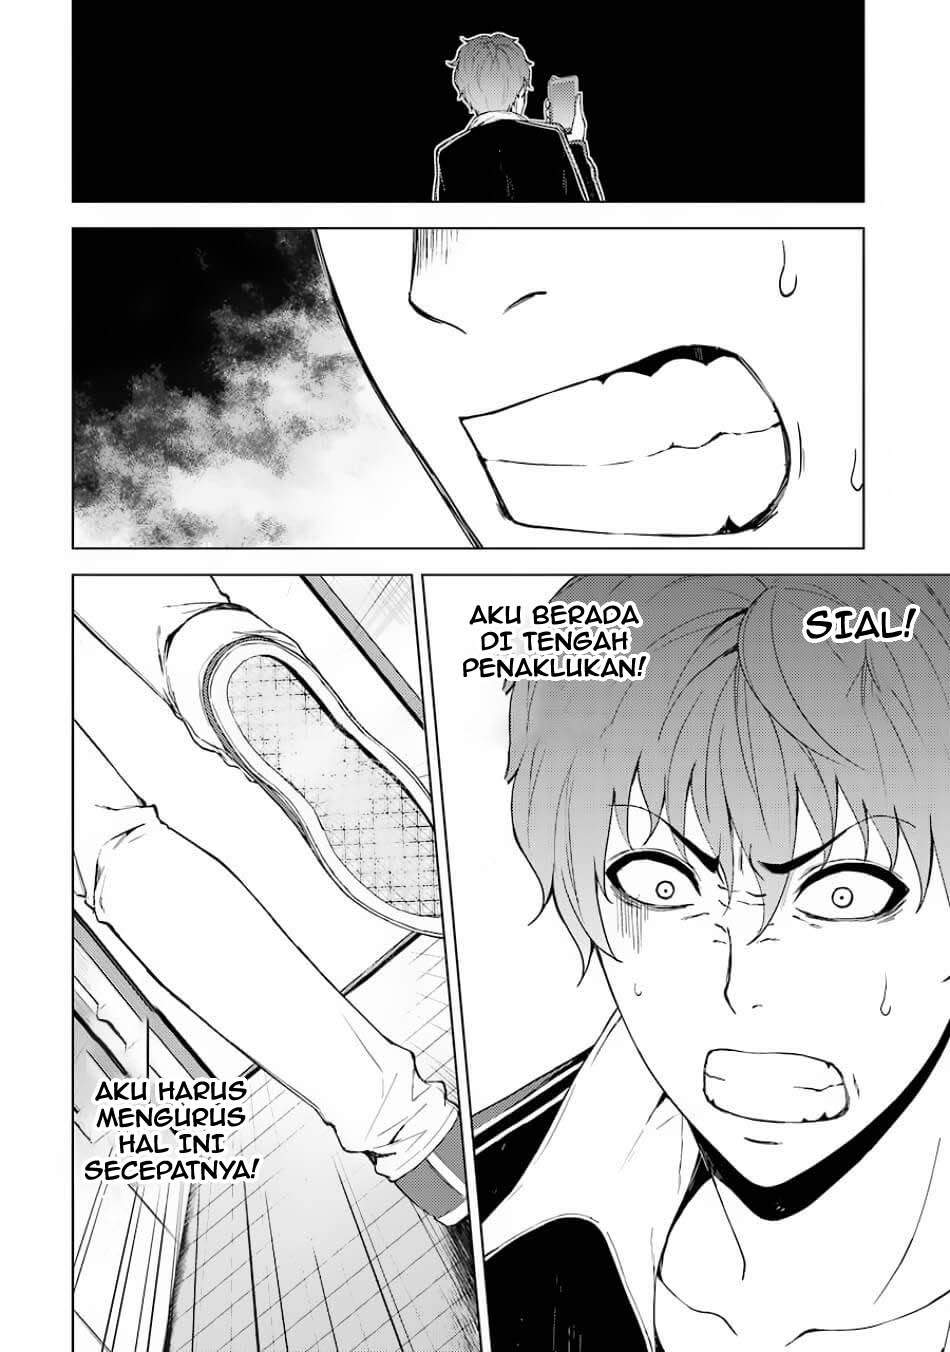 SIAL!
AKU BERADA
DI TENGAH
PENAKLUKAN!
AKU HARUS
MENGURUS
HAL INI
SECEPATNYA!